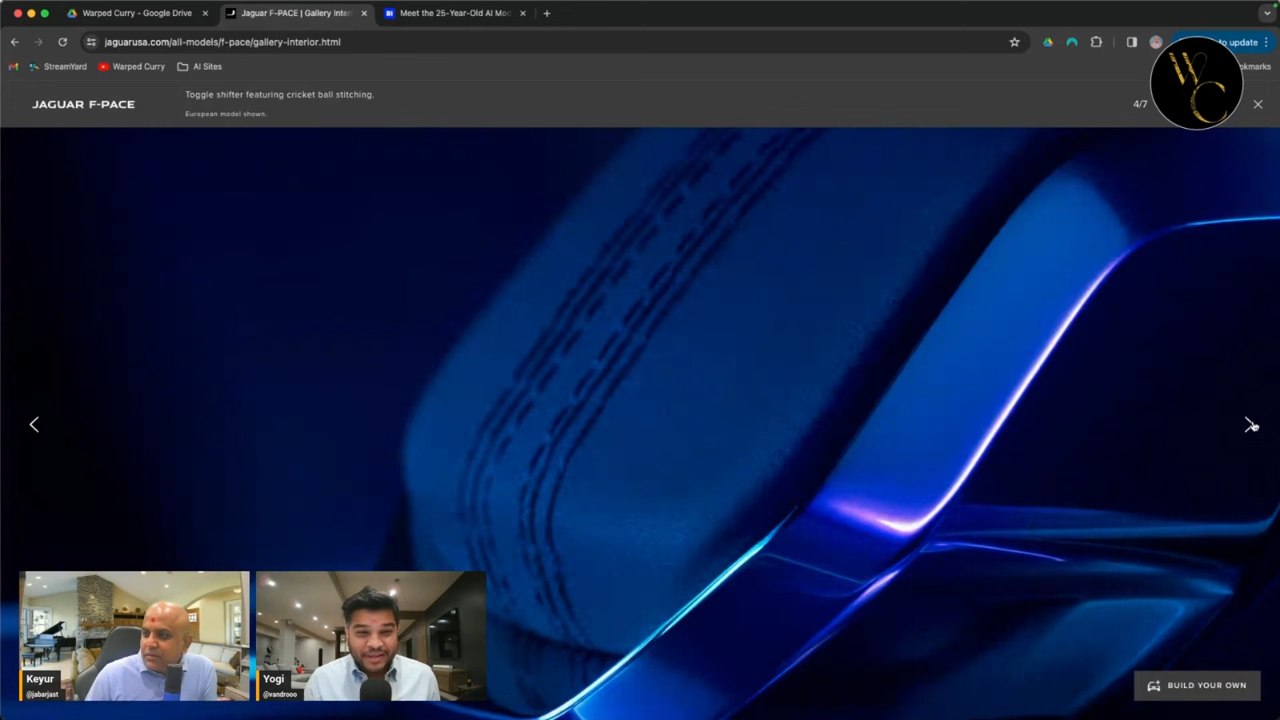 Warped Curry - Google Drive
Jaguar F-PACE | Gallery Inter
Meet the 25-Year-Old AI Mod
jaguarusa.com/all-models/f-pace/gallery-interior.html
to update
StreamYard
Warped Curry
AI Sites
JAGUAR F-PACE
Toggle shifter featuring cricket ball stitching.
European model shown.
4/7
WC
Keyur
@jabarjast
Yogi
@vandrooo
BUILD YOUR OWN